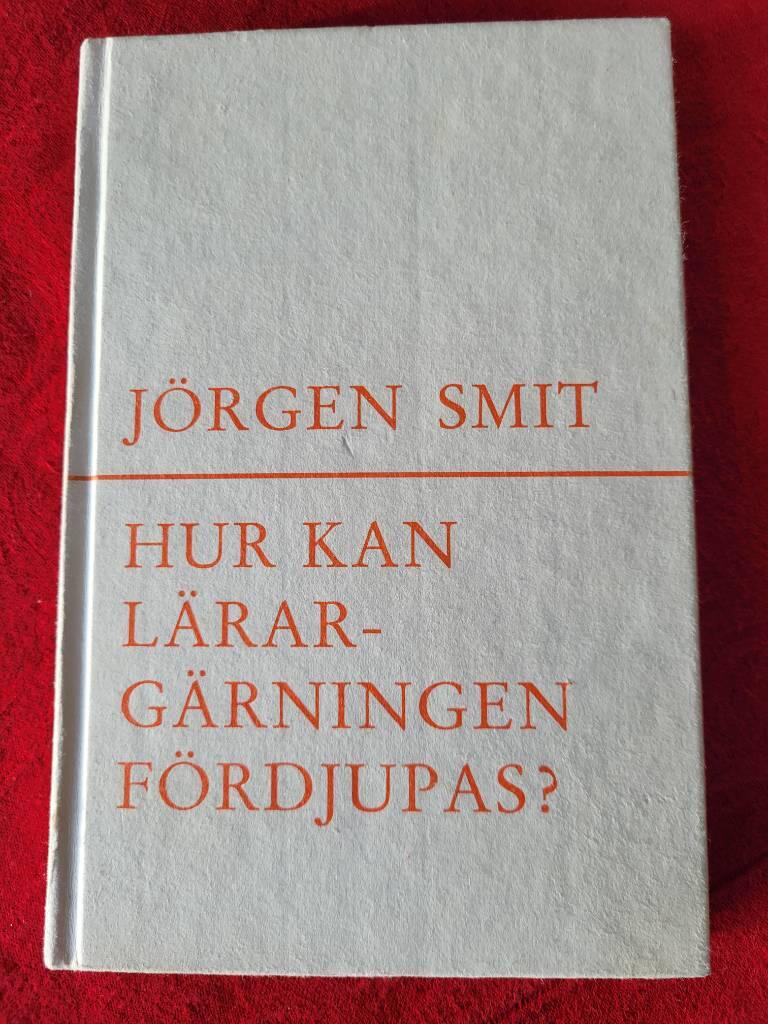 JÖRGEN SMIT
HUR KAN
LÄRAR-
GÄRNINGEN
FÖRDJUPAS?